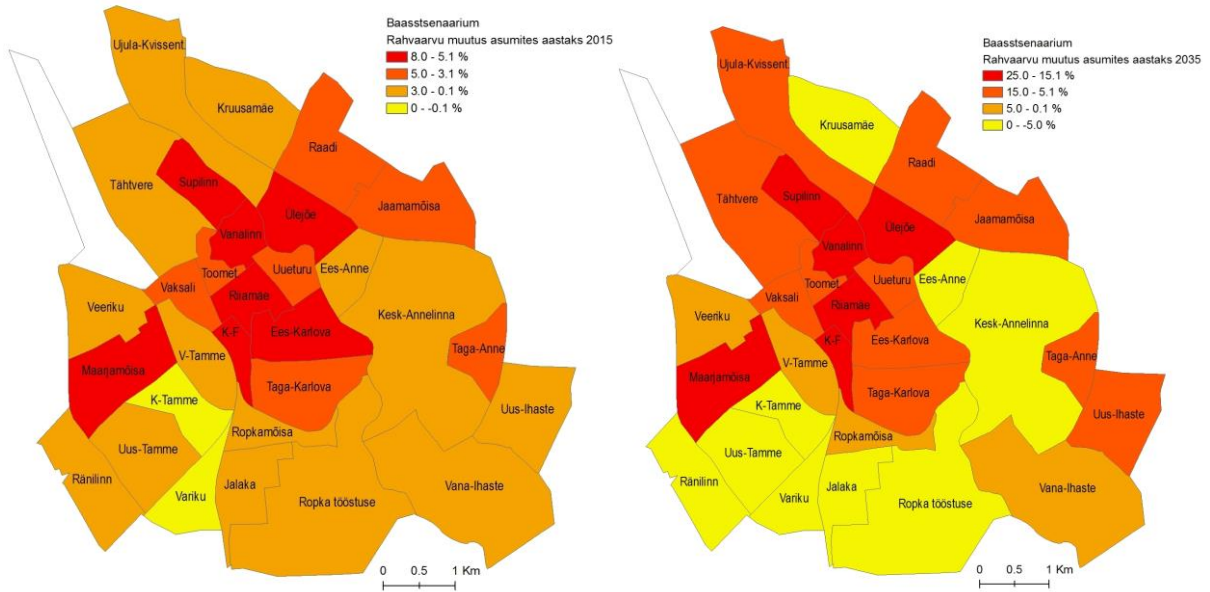 Baasstsenaarium
Rahvaarvu muutus asumites aastaks 2015
8.0 - 5.1 %
5.0 - 3.1 %
3.0 - 0.1 %
0 - -0.1 %
Ujula-Kvissent.
Kruusamäe
Raadi
Tähtvere
Supilinn
Ülejõe
Jaamamõisa
Vanalinn
Toomet.
Uueturu
Ees-Anne
Vaksali
Veeriku
Riiamäe
Kesk-Annelinna
K-F
Ees-Karlova
V-Tamme
Taga-Anne
Maarjamõisa
Taga-Karlova
K-Tamme
Uus-Ihaste
Ropkamõisa
Uus-Tamme
Ränilinn
Variku
Jalaka
Ropka tööstuse
Vana-Ihaste
0 0.5 1 Km
Baasstsenaarium
Rahvaarvu muutus asumites aastaks 2035
25.0 - 15.1 %
15.0 - 5.1 %
5.0 - 0.1 %
0 - -5.0 %
Ujula-Kvissent.
Kruusamäe
Raadi
Tähtvere
Supilinn
Ülejõe
Jaamamõisa
Vanalinn
Toomet.
Uueturu
Ees-Anne
Vaksali
Veeriku
Riiamäe
Kesk-Annelinna
K-F
Ees-Karlova
V-Tamme
Taga-Anne
Maarjamõisa
Taga-Karlova
K-Tamme
Uus-Ihaste
Ropkamõisa
Uus-Tamme
Ränilinn
Variku
Jalaka
Ropka tööstuse
Vana-Ihaste
0 0.5 1 Km